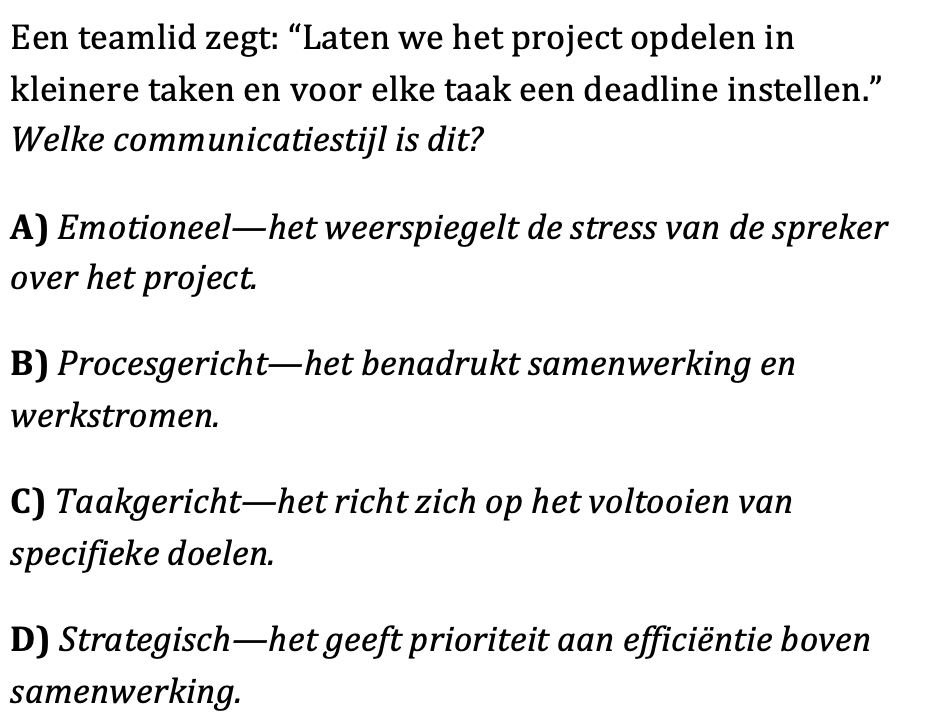 Een teamlid zegt: “Laten we het project opdelen in
kleinere taken en voor elke taak een deadline instellen.”
Welke communicatiestijl is dit?
A) Emotioneel—het weerspiegelt de stress van de spreker
over het project.
B) Procesgericht—het benadrukt samenwerking en
werkstromen.
C) Taakgericht—het richt zich op het voltooien van
specifieke doelen.
D) Strategisch—het geeft prioriteit aan efficiëntie boven
samenwerking.